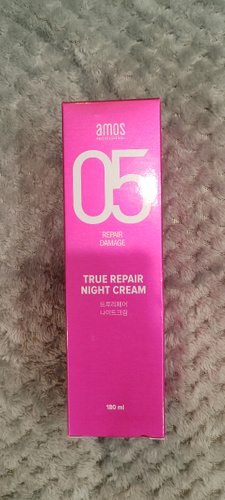 amos
PROFESSIONAL
05
REPAIR
DAMAGE
TRUE REPAIR
NIGHT CREAM
트루리페어
나이트크림
180 ml